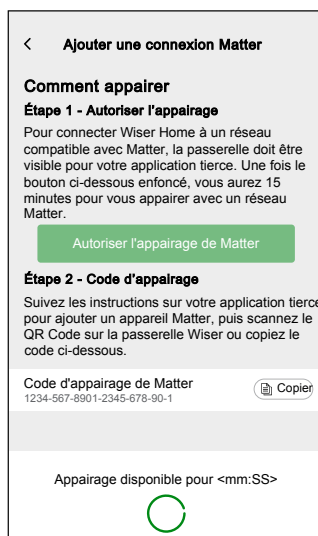 Ajouter une connexion Matter
Comment appairer
Étape 1 - Autoriser l'appairage
Pour connecter Wiser Home à un réseau
compatible avec Matter, la passerelle doit être
visible pour votre application tierce. Une fois le
bouton ci-dessous enfoncé, vous aurez 15
minutes pour vous appairer avec un réseau
Matter.
Autoriser l'appairage de Matter
Étape 2 - Code d'appairage
Suivez les instructions sur votre application tierce
pour ajouter un appareil Matter, puis scannez le
QR Code sur la passerelle Wiser ou copiez le
code ci-dessous.
Code d'appairage de Matter
Copier
1234-567-8901-2345-678-90-1
Appairage disponible pour <mm:SS>